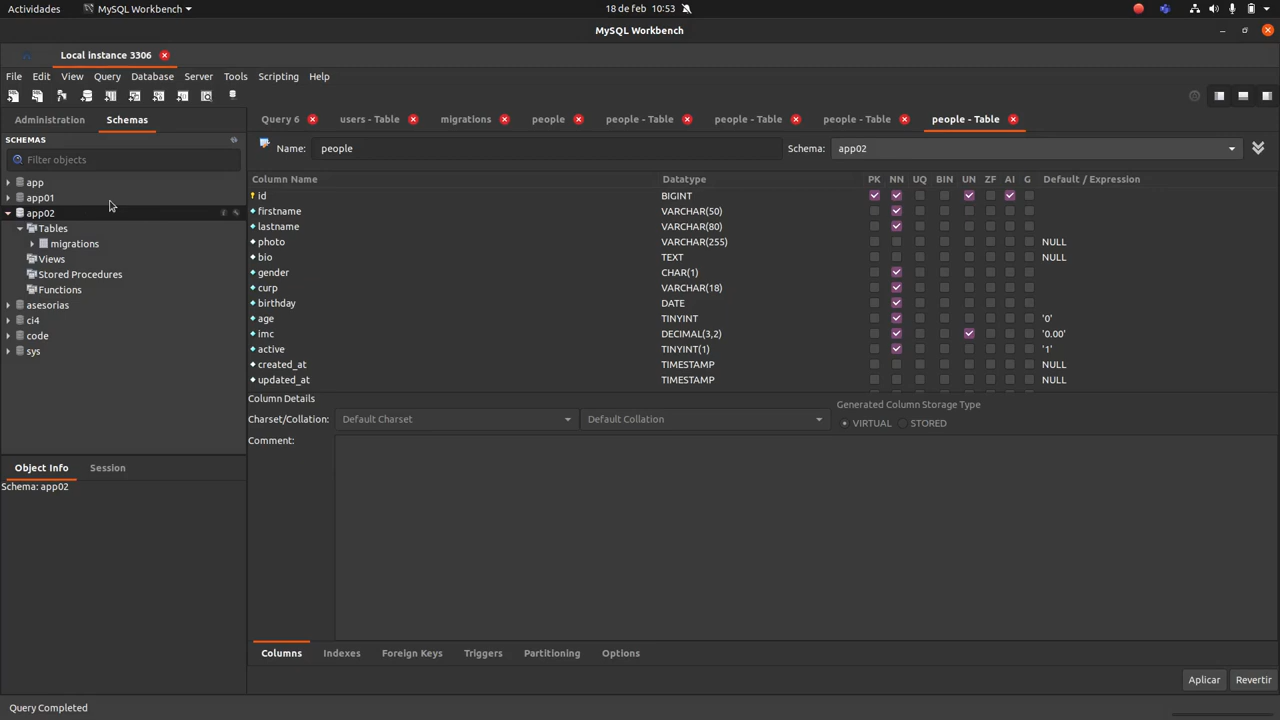 Actividades MySQL Workbench 18 de feb 10:53
MySQL Workbench
Local instance 3306
File Edit View Query Database Server Tools Scripting Help
Administration Schemas
SCHEMAS
Filter objects
app
app01
app02
Tables
migrations
Views
Stored Procedures
Functions
asesorias
ci4
code
sys
Object Info Session
Schema: app02
Query 6 users - Table migrations people people - Table people - Table people - Table people - Table
Name: people Schema: app02
Column Name Datatype PK NN UQ BIN UN ZF AI G Default / Expression
id BIGINT
firstname VARCHAR(50)
lastname VARCHAR(80)
photo VARCHAR(255) NULL
bio TEXT NULL
gender CHAR(1)
curp VARCHAR(18)
birthday DATE
age TINYINT '0'
imc DECIMAL(3,2) '0.00'
active TINYINT(1) '1'
created_at TIMESTAMP NULL
updated_at TIMESTAMP NULL
Column Details
Generated Column Storage Type
Charset/Collation: Default Charset Default Collation VIRTUAL STORED
Comment:
Columns Indexes Foreign Keys Triggers Partitioning Options
Aplicar Revertir
Query Completed